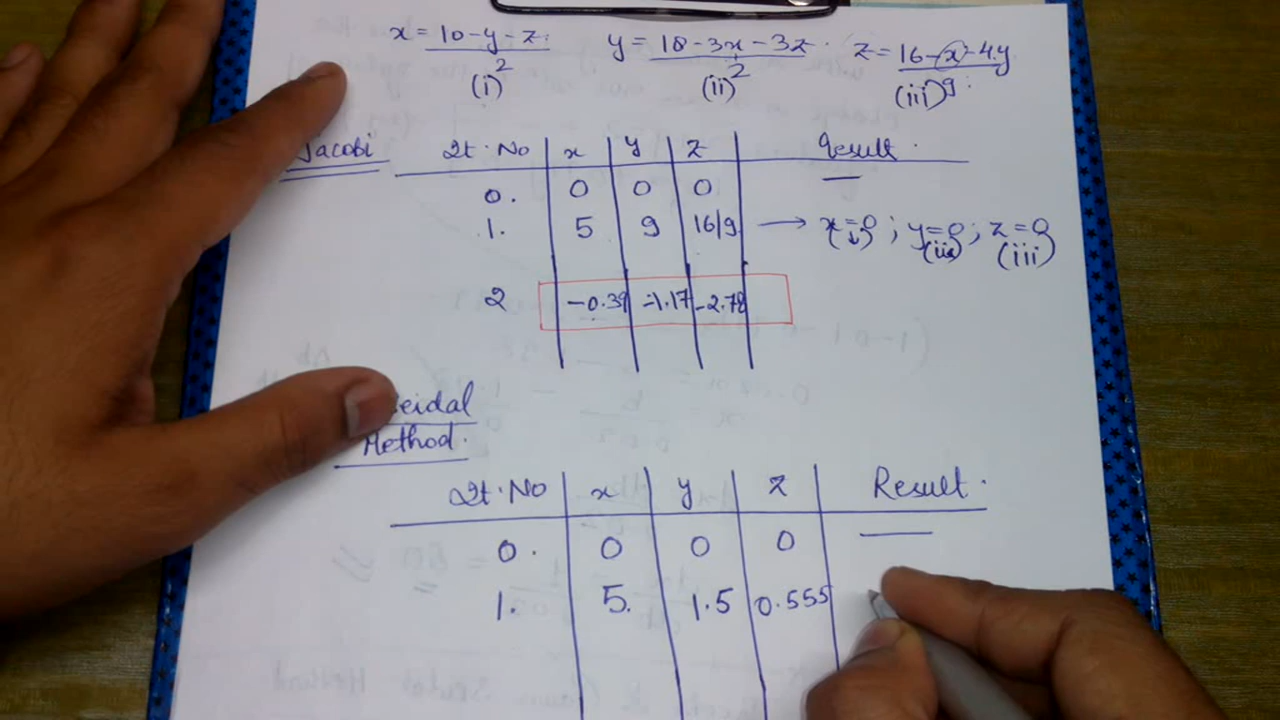 x = 10-y-z y = 18-3x-3z z = 16-x-4y
2 2 9
(i) (ii) (iii)
Jacobi It. No x y z Result.
0. 0 0 0 —
1. 5 9 16/9 → x=0 ; y=0 ; z=0
(i) (ii) (iii)
2 -0.39 -1.17 -2.78
eidal
Method.
It. No x y z Result.
0. 0 0 0 —
1. 5. 1.5 0.555